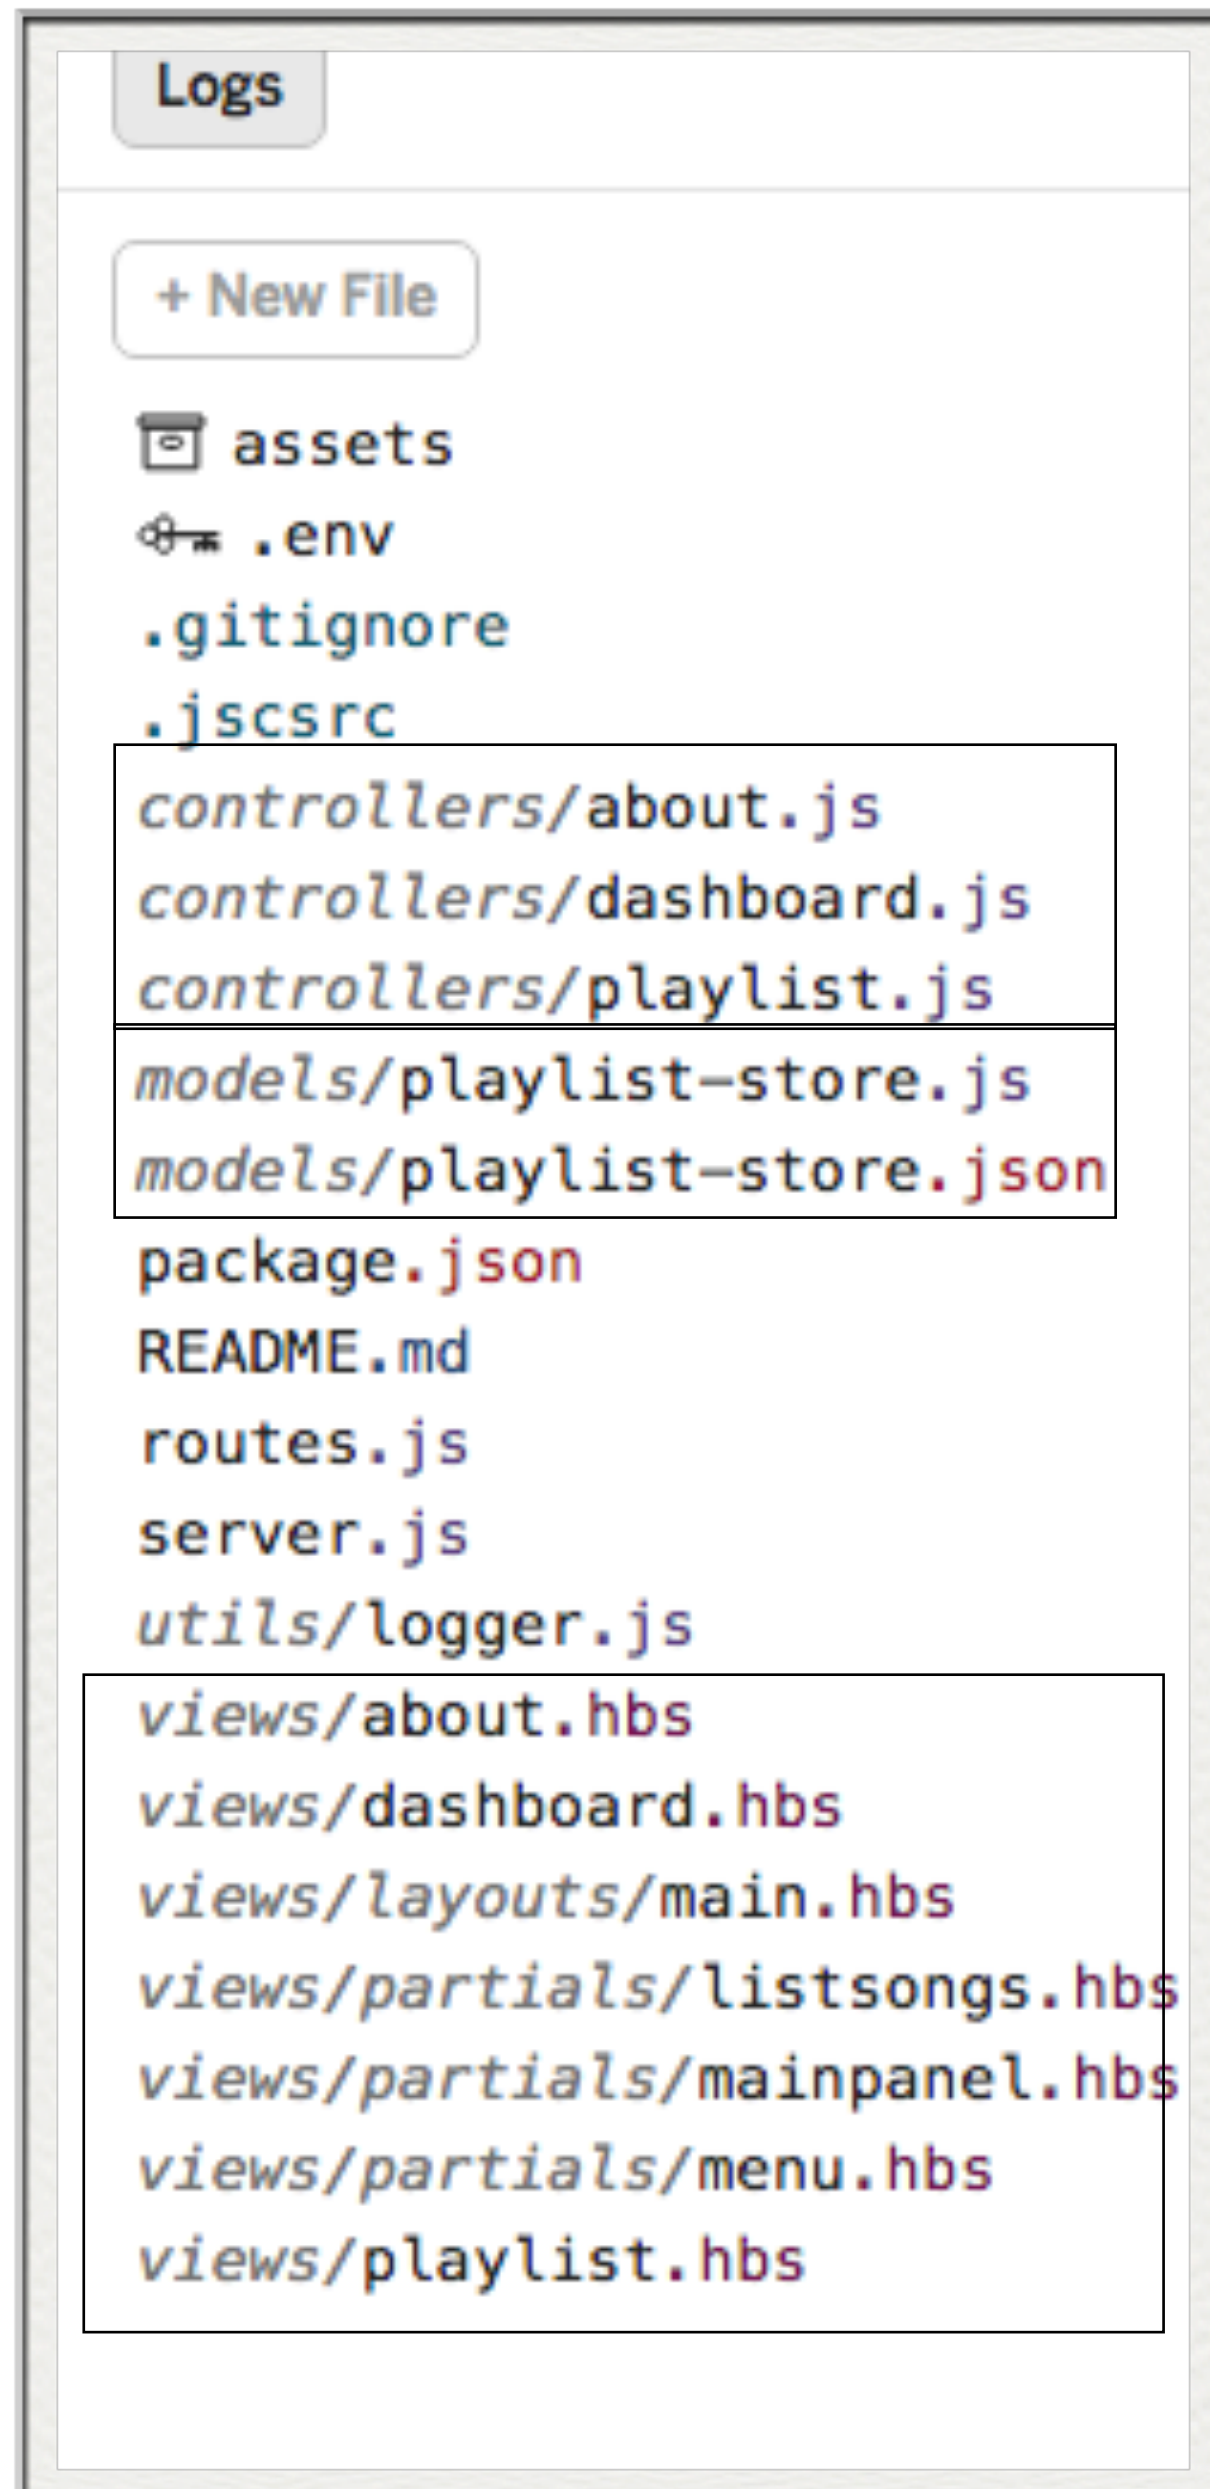 Logs
+ New File
assets
.env
.gitignore
.jscsrc
controllers/about.js
controllers/dashboard.js
controllers/playlist.js
models/playlist-store.js
models/playlist-store.json
package.json
README.md
routes.js
server.js
utils/logger.js
views/about.hbs
views/dashboard.hbs
views/layouts/main.hbs
views/partials/listsongs.hbs
views/partials/mainpanel.hbs
views/partials/menu.hbs
views/playlist.hbs